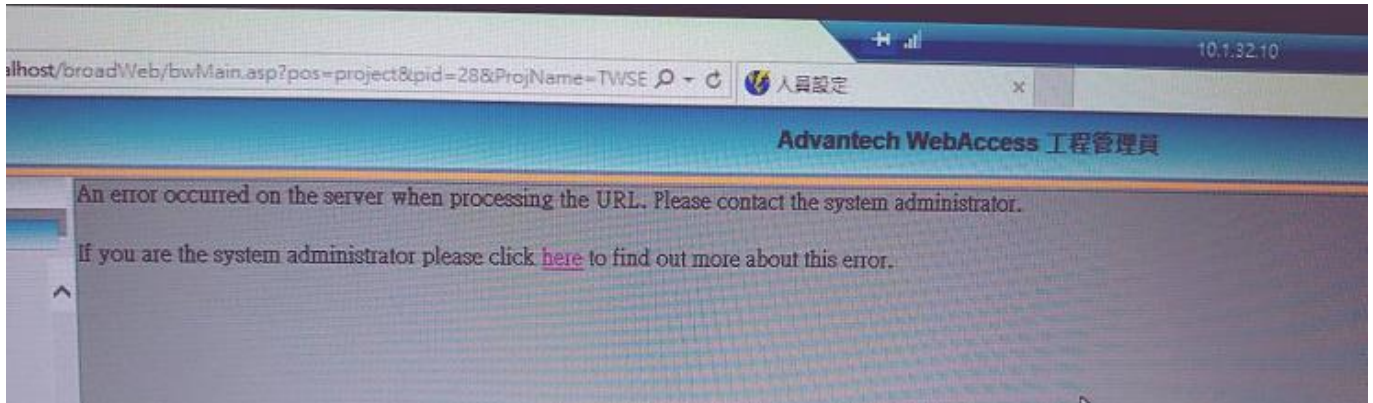 10.1.32.10
alhost/broadWeb/bwMain.asp?pos=project&pid=28&ProjName=TWSE
人員設定
Advantech WebAccess 工程管理員
An error occurred on the server when processing the URL. Please contact the system administrator.
If you are the system administrator please click here to find out more about this error.